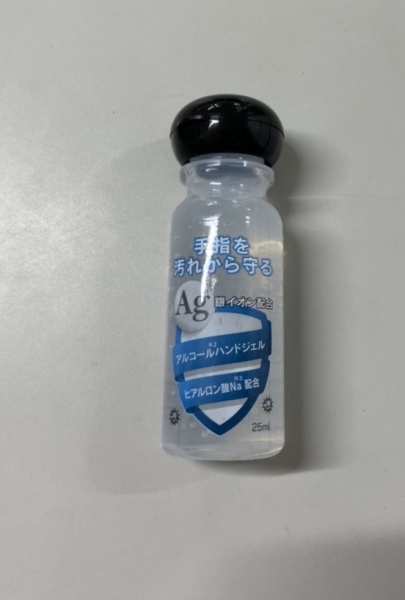 手指を
汚れから守る
Ag 銀イオン配合
アルコールハンドジェル
ヒアルロン酸Na 配合
25ml